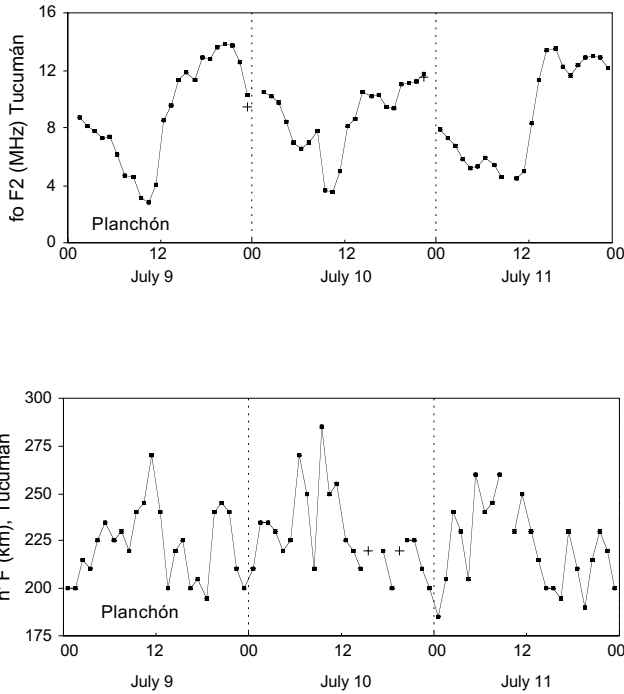 16
12
8
4
0
fo F2 (MHz) Tucumán
Planchón
00 12 00 12 00 12 00
July 9 July 10 July 11
300
275
250
225
200
175
h' F (km), Tucumán
Planchón
00 12 00 12 00 12 00
July 9 July 10 July 11